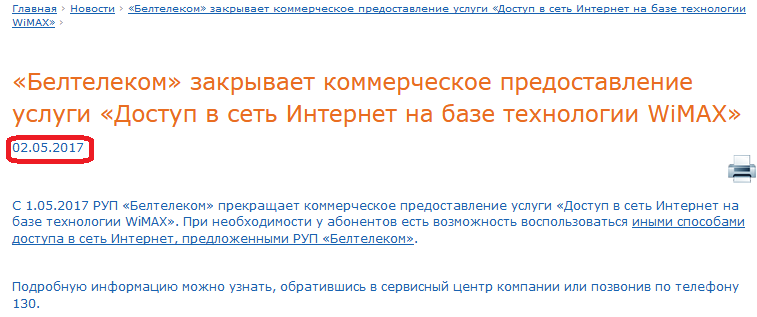 Главная › Новости › «Белтелеком» закрывает коммерческое предоставление услуги «Доступ в сеть Интернет на базе технологии
WiMAX» ›
«Белтелеком» закрывает коммерческое предоставление
услуги «Доступ в сеть Интернет на базе технологии WiMAX»
02.05.2017
С 1.05.2017 РУП «Белтелеком» прекращает коммерческое предоставление услуги «Доступ в сеть Интернет на
базе технологии WiMAX». При необходимости у абонентов есть возможность воспользоваться иными способами
доступа в сеть Интернет, предложенными РУП «Белтелеком».
Подробную информацию можно узнать, обратившись в сервисный центр компании или позвонив по телефону
130.